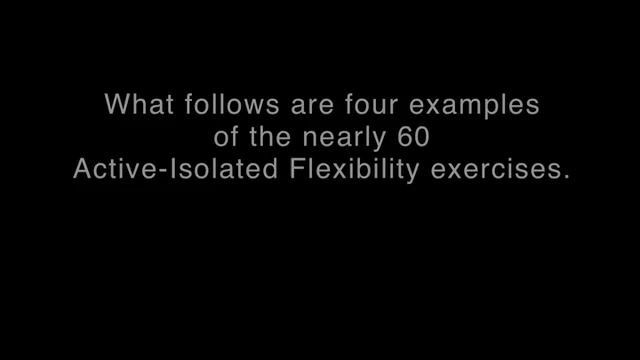 What follows are four examples
of the nearly 60
Active-Isolated Flexibility exercises.